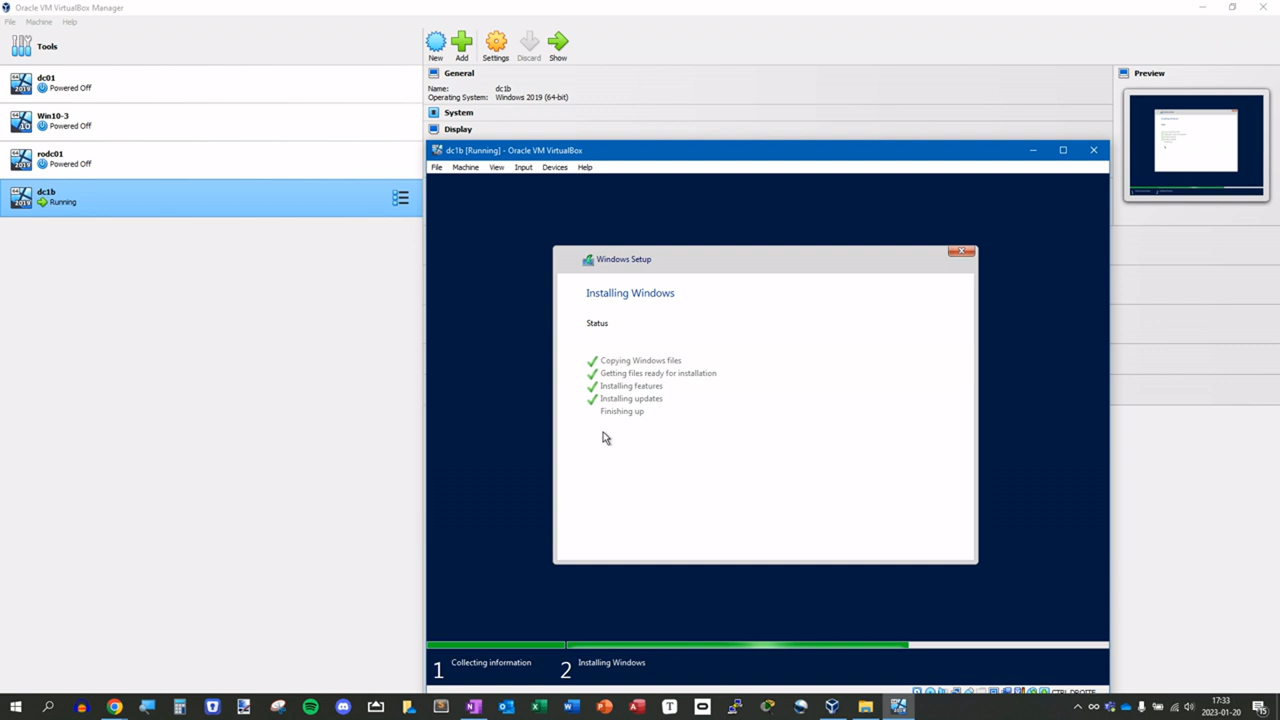 Oracle VM VirtualBox Manager
File Machine Help
Tools
New Add Settings Discard Show
dc01
Powered Off
Win10-3
Powered Off
rodc01
Powered Off
dc1b
Running
General
Name: dc1b
Operating System: Windows 2019 (64-bit)
System
Display
Preview
dc1b [Running] - Oracle VM VirtualBox
File Machine View Input Devices Help
Windows Setup
Installing Windows
Status
Copying Windows files
Getting files ready for installation
Installing features
Installing updates
Finishing up
1 Collecting information
2 Installing Windows
CTRL DROITE
17:33
2023-01-20